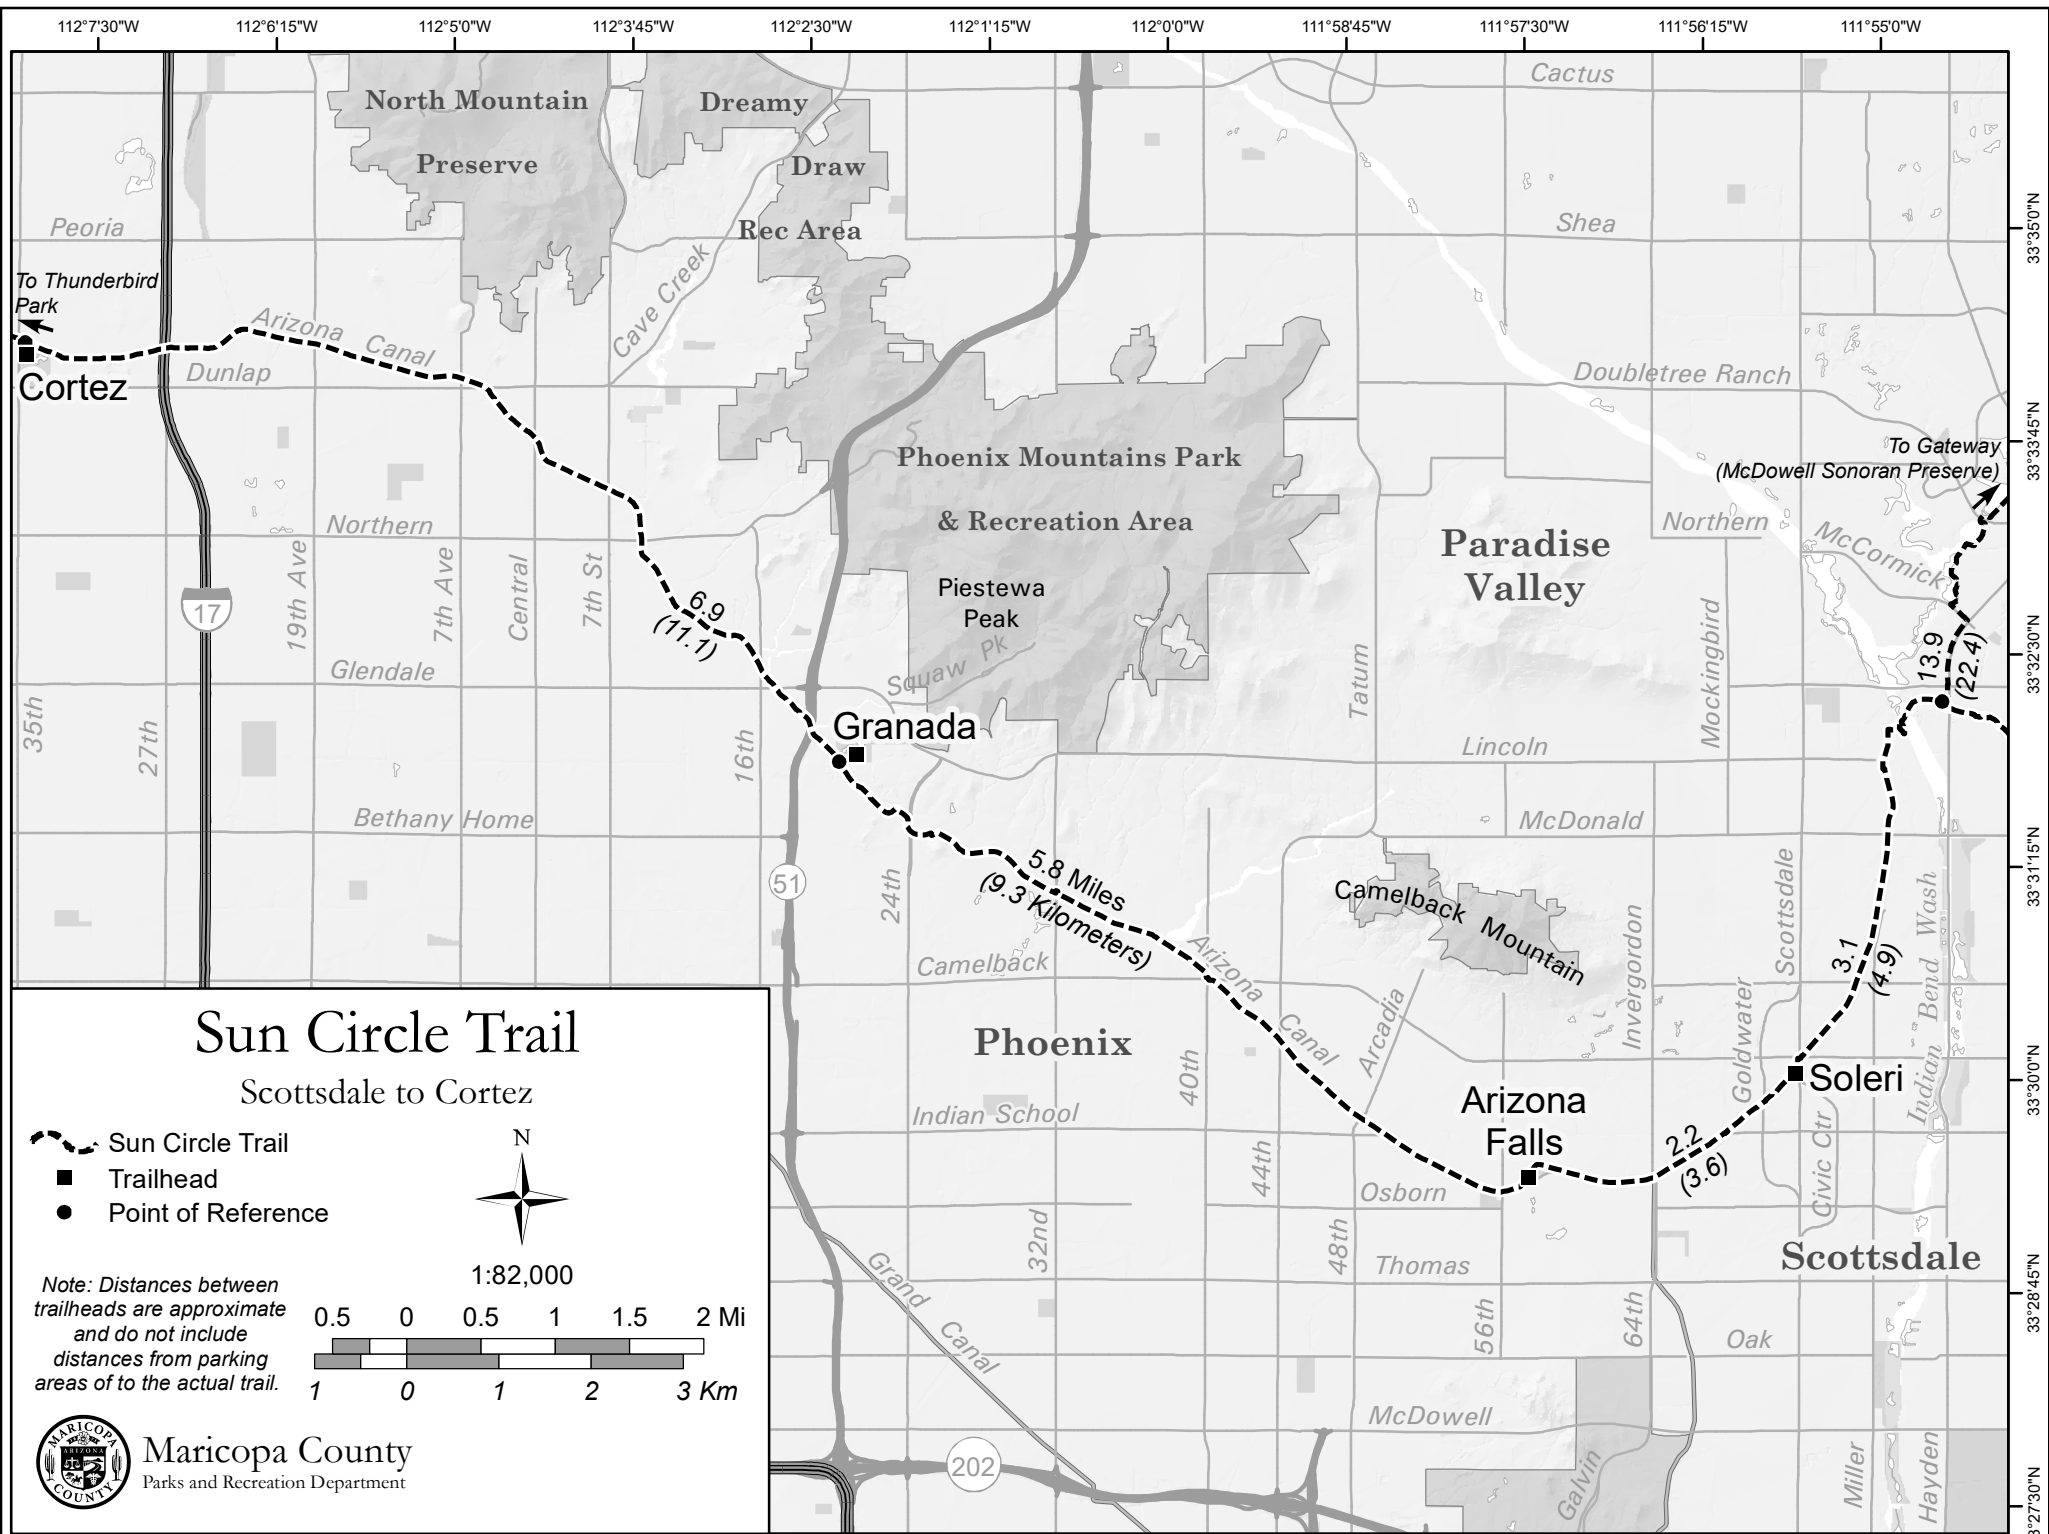 112°7'30"W
112°6'15"W
112°5'0"W
112°3'45"W
112°2'30"W
112°1'15"W
112°0'0"W
111°58'45"W
111°57'30"W
111°56'15"W
111°55'0"W
Cactus
North Mountain
Preserve
Dreamy
Draw
Rec Area
Peoria
Shea
33°35'0"N
To Thunderbird
Park
Cave Creek
Arizona Canal
Dunlap
Cortez
Doubletree Ranch
33°33'45"N
To Gateway
(McDowell Sonoran Preserve)
Phoenix Mountains Park
& Recreation Area
Northern
Northern
McCormick
Paradise
Valley
Piestewa
Peak
Squaw Pk
17
19th Ave
7th Ave
Central
7th St
6.9
(11.1)
Glendale
33°32'30"N
13.9
(22.4)
35th
27th
16th
Granada
Tatum
Mockingbird
Lincoln
Bethany Home
McDonald
33°31'15"N
51
24th
5.8 Miles
(9.3 Kilometers)
Camelback Mountain
Camelback
Arizona Canal
Arcadia
Invergordon
Goldwater
Scottsdale
3.1
(4.9)
Indian Bend Wash
Phoenix
40th
Indian School
Soleri
33°30'0"N
Arizona
Falls
2.2
(3.6)
Civic Ctr
44th
Osborn
32nd
48th
Thomas
Scottsdale
33°28'45"N
Grand Canal
56th
64th
Oak
McDowell
202
Galvin
Miller
Hayden
3°27'30"N
Sun Circle Trail
Scottsdale to Cortez
Sun Circle Trail
Trailhead
Point of Reference
N
1:82,000
Note: Distances between
trailheads are approximate
and do not include
distances from parking
areas of to the actual trail.
0.5 0 0.5 1 1.5 2 Mi
1 0 1 2 3 Km
MARICOPA
ARIZONA
COUNTY
Maricopa County
Parks and Recreation Department